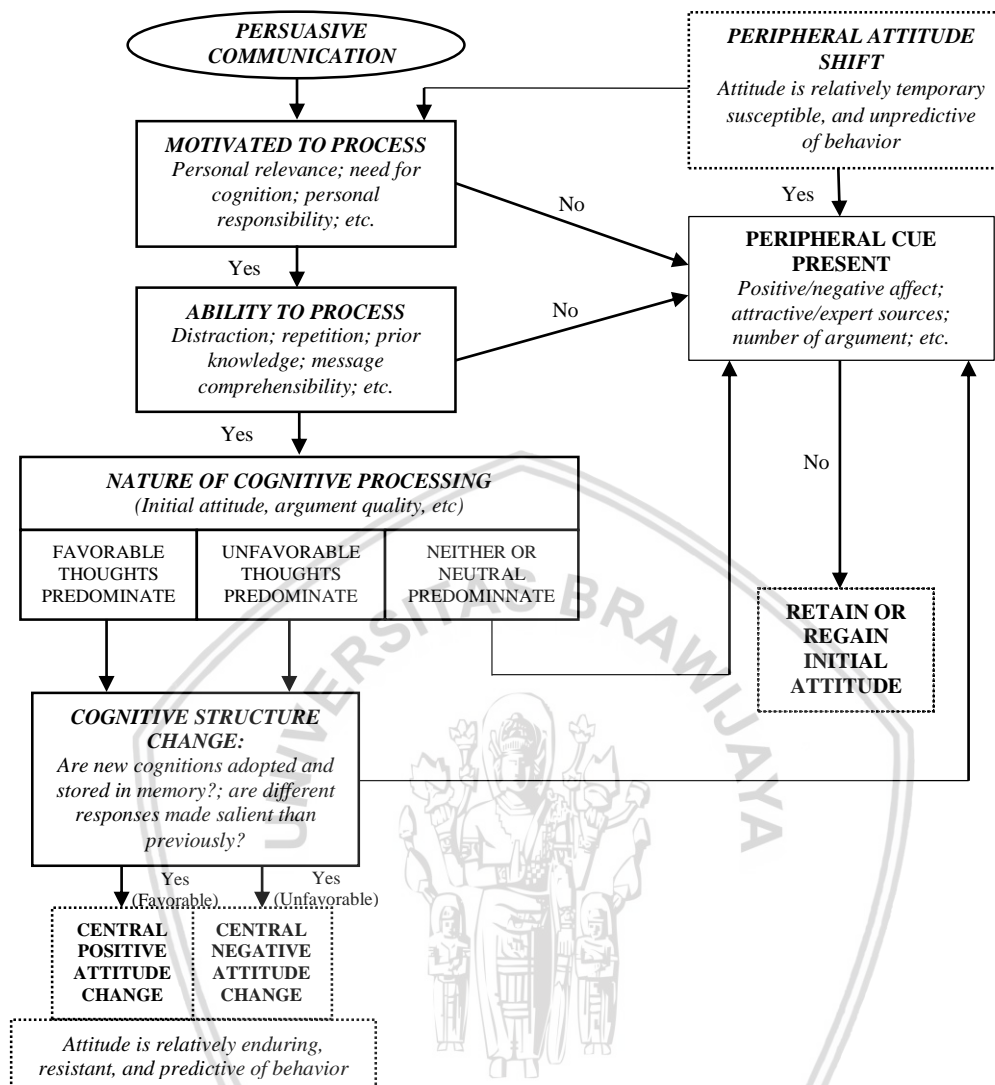 PERSUASIVE
COMMUNICATION
PERIPHERAL ATTITUDE
SHIFT
Attitude is relatively temporary
susceptible, and unpredictive
of behavior
MOTIVATED TO PROCESS
Personal relevance; need for
cognition; personal
responsibility; etc.
No
Yes
PERIPHERAL CUE
PRESENT
Positive/negative affect;
attractive/expert sources;
number of argument; etc.
Yes
ABILITY TO PROCESS
Distraction; repetition; prior
knowledge; message
comprehensibility; etc.
No
Yes
No
NATURE OF COGNITIVE PROCESSING
(Initial attitude, argument quality, etc)
FAVORABLE
THOUGHTS
PREDOMINATE
UNFAVORABLE
THOUGHTS
PREDOMINATE
NEITHER OR
NEUTRAL
PREDOMINNATE
RETAIN OR
REGAIN
INITIAL
ATTITUDE
COGNITIVE STRUCTURE
CHANGE:
Are new cognitions adopted and
stored in memory?; are different
responses made salient than
previously?
Yes
(Favorable)
Yes
(Unfavorable)
CENTRAL
POSITIVE
ATTITUDE
CHANGE
CENTRAL
NEGATIVE
ATTITUDE
CHANGE
Attitude is relatively enduring,
resistant, and predictive of behavior
UNIVERSITAS BRAWIJAYA